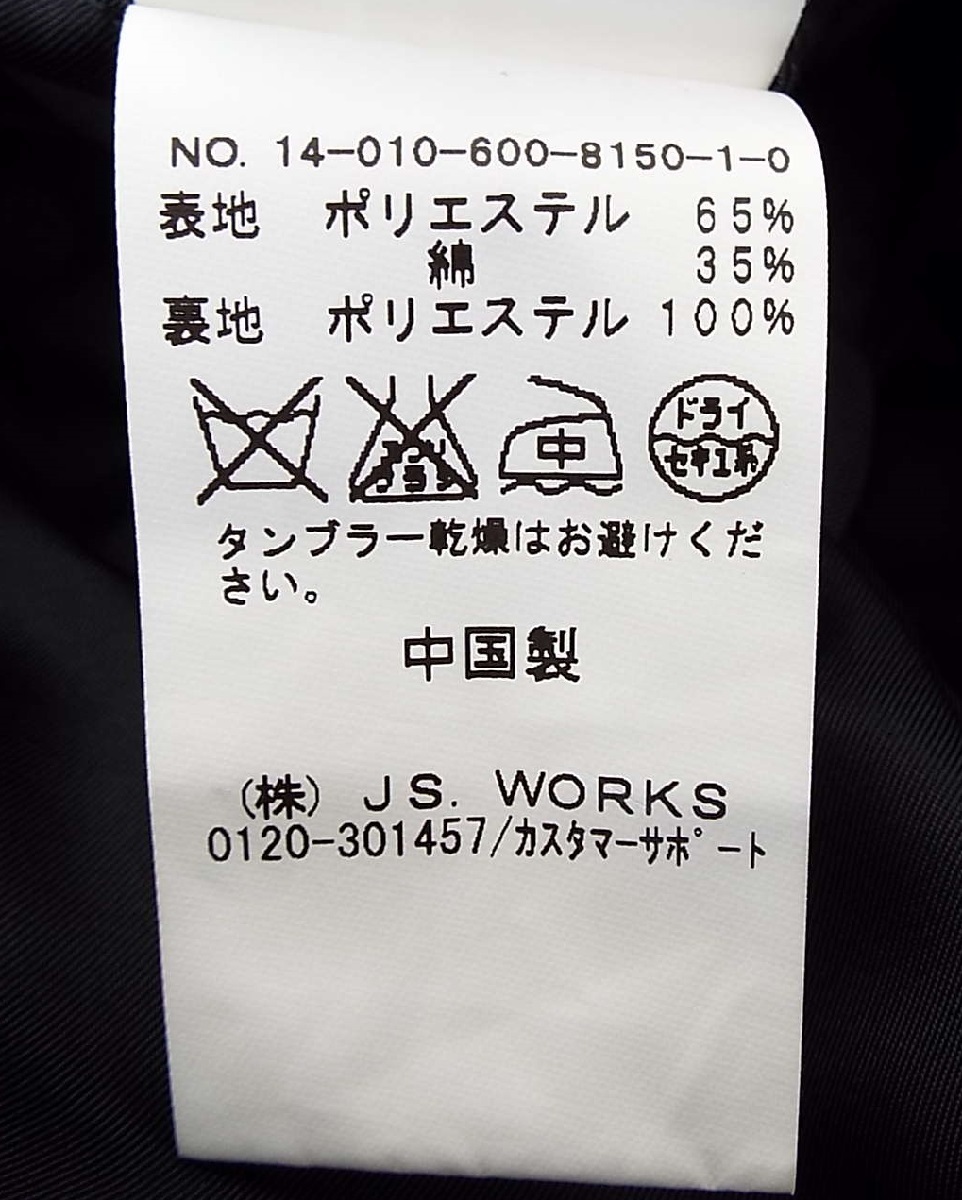 NO. 14-010-600-8150-1-0
表地 ポリエステル 65%
綿 35%
裏地 ポリエステル 100%
中 ドライ
セキユ系
タンブラー乾燥はお避けくだ
さい。
中国製
(株) JS. WORKS
0120-301457/カスタマーサポート